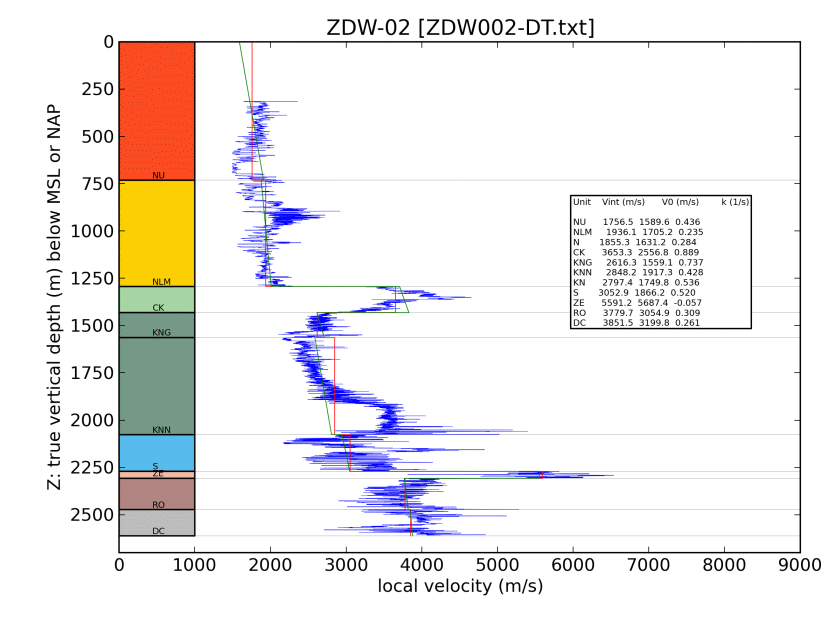 ZDW-02 [ZDW002-DT.txt]
Z: true vertical depth (m) below MSL or NAP
0
250
500
750
1000
1250
1500
1750
2000
2250
2500
NU
NLM
CK
KNG
KNN
S
ZE
RO
DC
Unit Vint (m/s) V0 (m/s) k (1/s)
NU 1756.5 1589.6 0.436
NLM 1936.1 1705.2 0.235
N 1855.3 1631.2 0.284
CK 3653.3 2556.8 0.889
KNG 2616.3 1559.1 0.737
KNN 2848.2 1917.3 0.428
KN 2797.4 1749.8 0.536
S 3052.9 1866.2 0.520
ZE 5591.2 5687.4 -0.057
RO 3779.7 3054.9 0.309
DC 3851.5 3199.8 0.261
0 1000 2000 3000 4000 5000 6000 7000 8000 9000
local velocity (m/s)